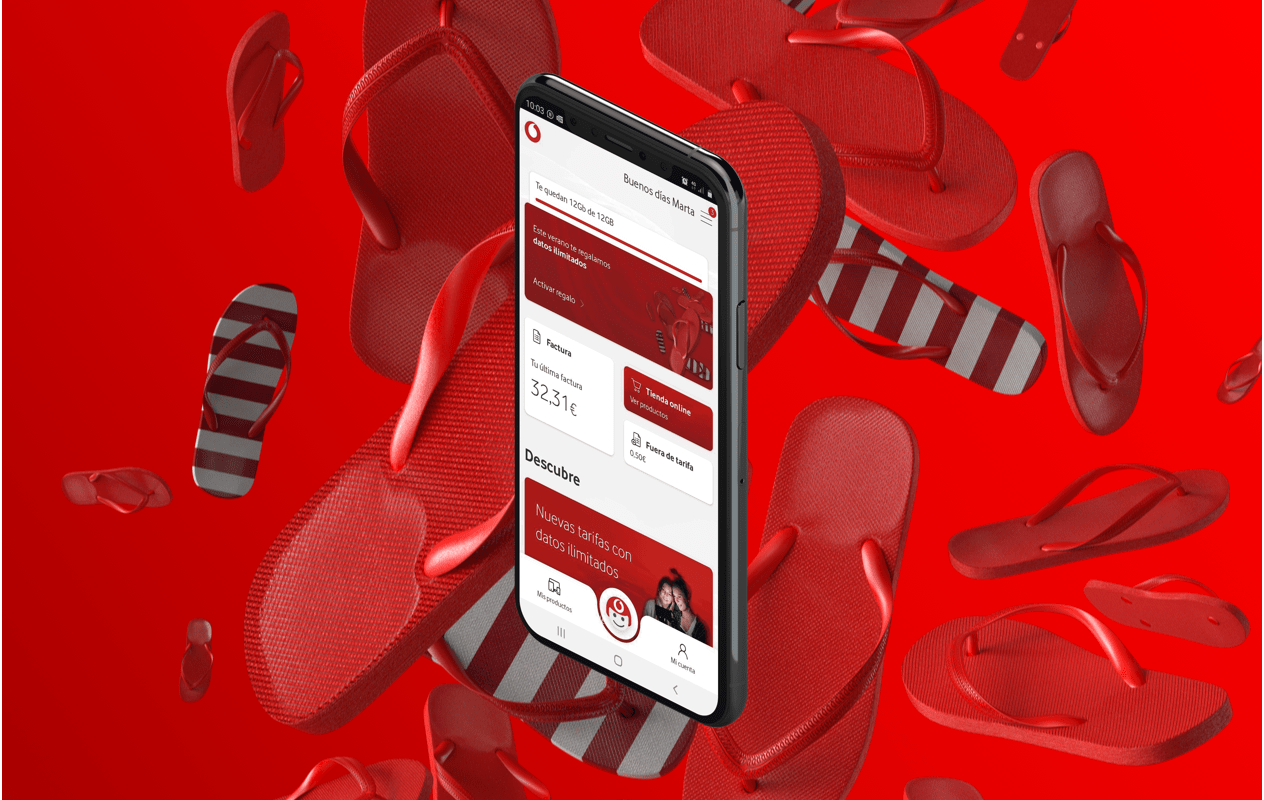 10:03
Buenos días Marta
3
Te quedan 12Gb de 12GB
Este verano te regalamos
datos ilimitados
Activar regalo
Factura
Tu última factura
32,31€
Tienda online
Ver productos
Fuera de tarifa
0,50€
Descubre
Nuevas tarifas con
datos ilimitados
Mis productos
Mi cuenta